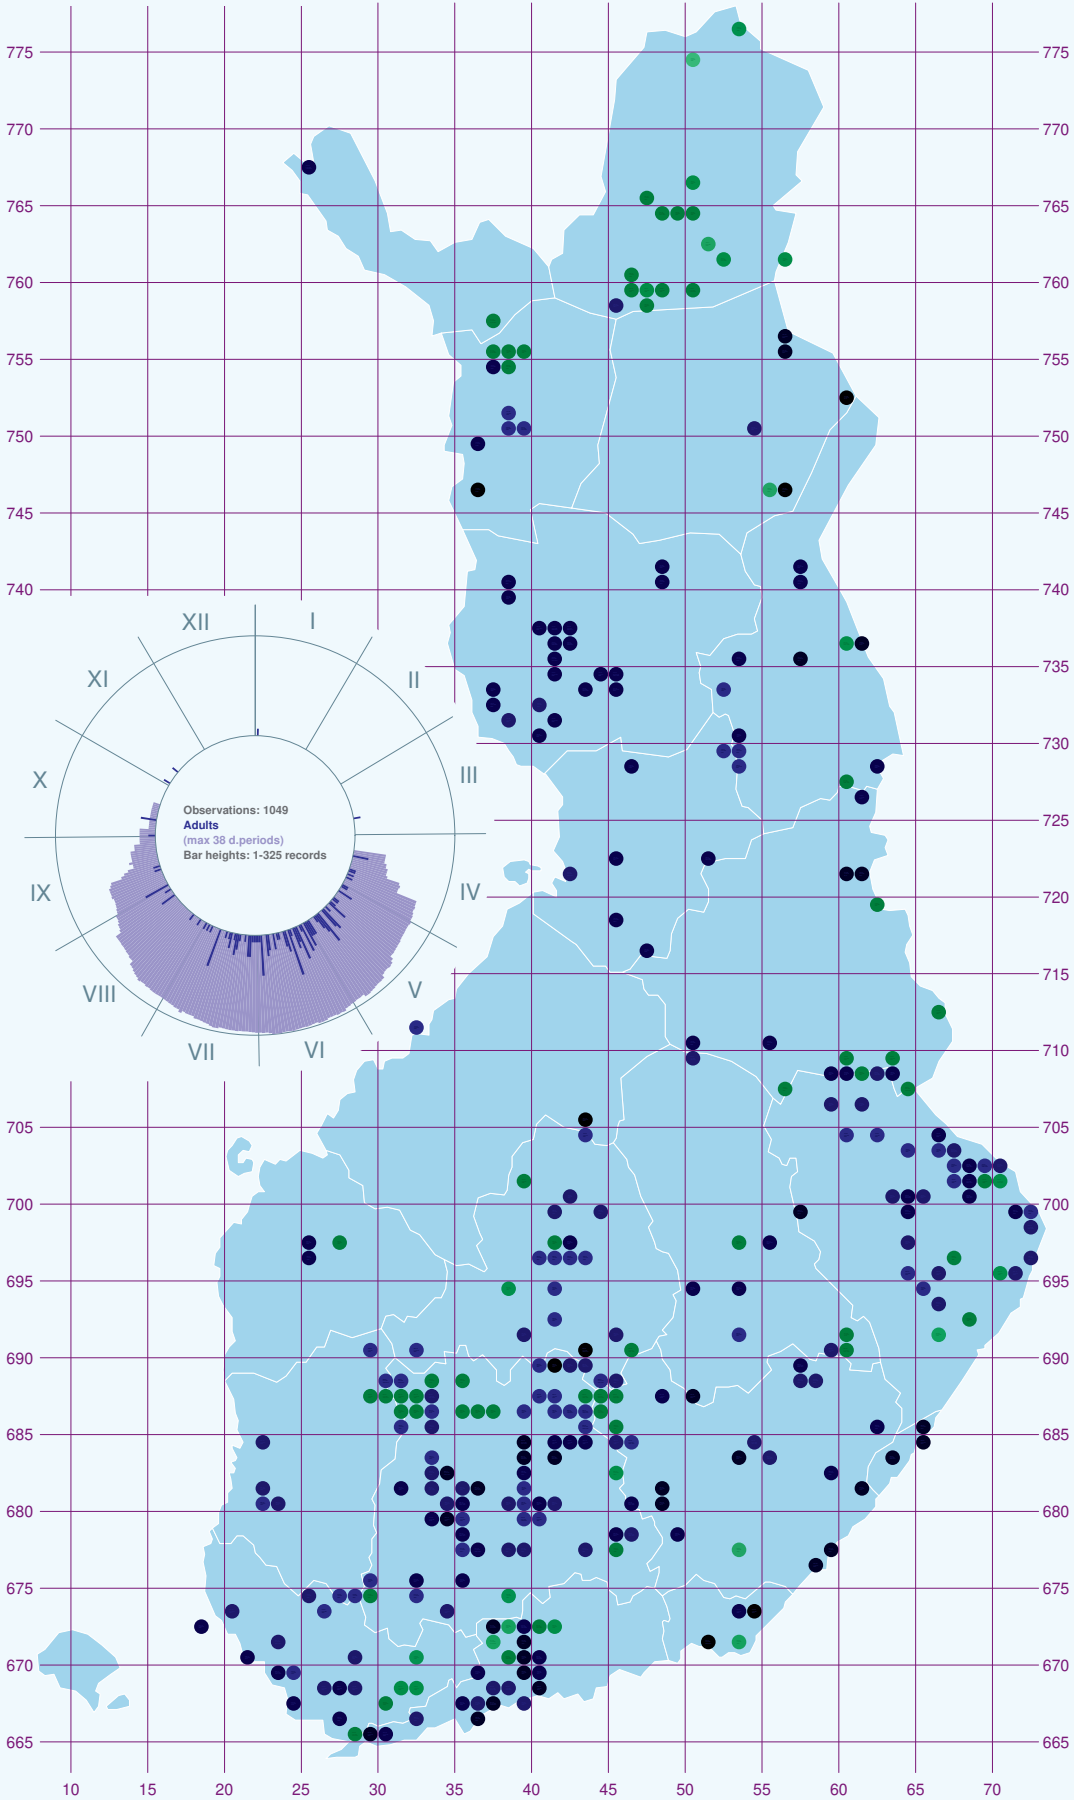 775 775
770 770
765 765
760 760
755 755
750 750
745 745
740 740
XII I
XI II
735 735
730 730
X III
Observations: 1049
Adults
(max 38 d.periods)
Bar heights: 1-325 records
725 725
IX IV
720 720
715 715
VIII V
VII VI
710 710
705 705
700 700
695 695
690 690
685 685
680 680
675 675
670 670
665 665
10 15 20 25 30 35 40 45 50 55 60 65 70